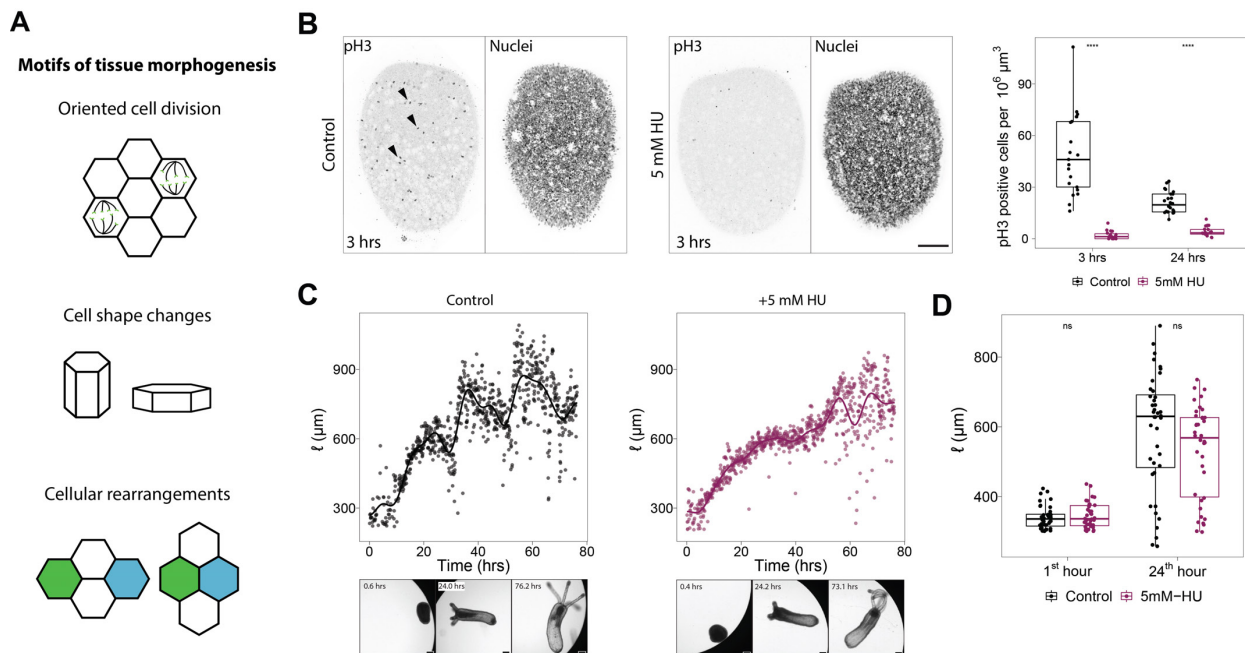 A
Motifs of tissue morphogenesis
Oriented cell division
Cell shape changes
Cellular rearrangements
B
Control
pH3
Nuclei
3 hrs
5 mM HU
pH3
Nuclei
3 hrs
pH3 positive cells per 10⁶ µm³
90
60
30
0
****
****
3 hrs
24 hrs
Control
5mM HU
C
Control
ℓ (µm)
900
600
300
0
20
40
60
80
Time (hrs)
0.6 hrs
24.0 hrs
76.2 hrs
+5 mM HU
ℓ (µm)
900
600
300
0
20
40
60
80
Time (hrs)
0.4 hrs
24.2 hrs
73.1 hrs
D
ℓ (µm)
800
600
400
ns
ns
1st hour
24th hour
Control
5mM−HU